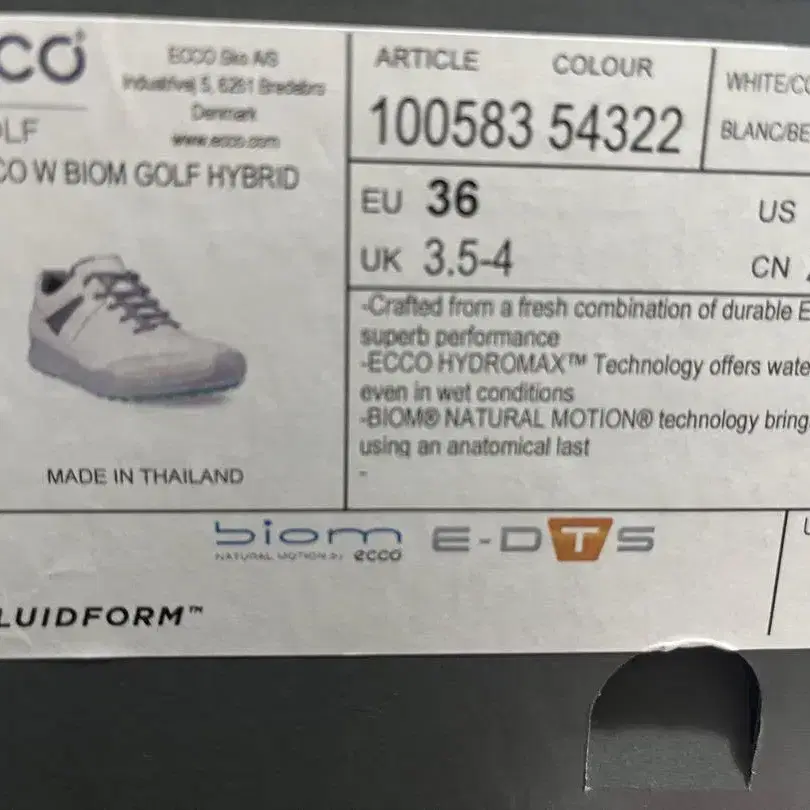 CCO
ECCO Sko A/S
Industrivej 5, 6261 Bredebro
Denmark
www.ecco.com
LF
CO W BIOM GOLF HYBRID
MADE IN THAILAND
ARTICLE COLOUR
100583 54322
WHITE/CO
BLANC/BE
EU 36
US
UK 3.5-4
CN
-Crafted from a fresh combination of durable E
superb performance
-ECCO HYDROMAX™ Technology offers wate
even in wet conditions
-BIOM® NATURAL MOTION® technology bring
using an anatomical last
-
biom E-DTS
NATURAL MOTION BY ecco
LUIDFORM™